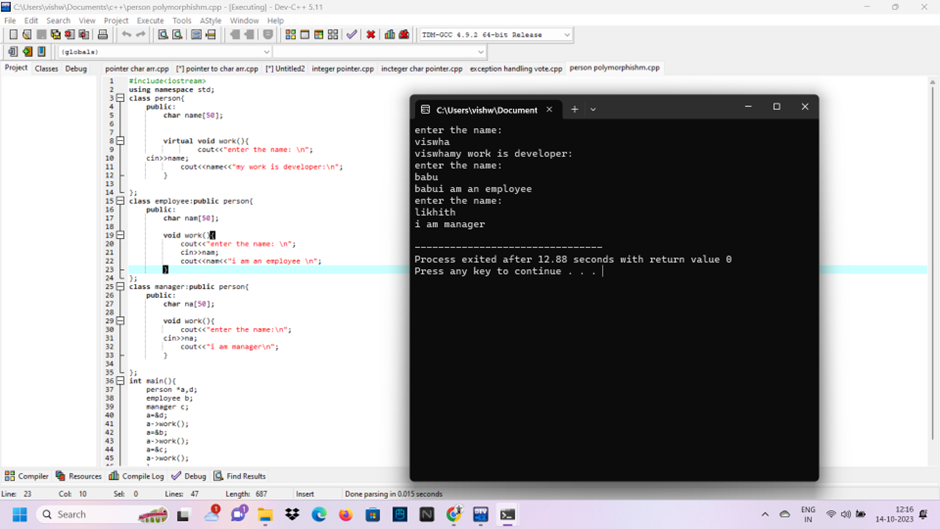 C:\Users\vishw\Documents\c++\person polymorphishm.cpp - [Executing] - Dev-C++ 5.11
File Edit Search View Project Execute Tools AStyle Window Help
TDM-GCC 4.9.2 64-bit Release
(globals)
Project Classes Debug
pointer char arr.cpp [*] pointer to char arr.cpp [*] Untitled2 integer pointer.cpp incteger char pointer.cpp exception handling vote.cpp person polymorphishm.cpp
1 #include<iostream>
2 using namespace std;
3 class person{
4 public:
5 char name[50];
6
7
8 virtual void work(){
9 cout<<"enter the name: \n";
10 cin>>name;
11 cout<<name<<"my work is developer:\n";
12 }
13
14 };
15 class employee:public person{
16 public:
17 char nam[50];
18
19 void work(){
20 cout<<"enter the name: \n";
21 cin>>nam;
22 cout<<nam<<"i am an employee \n";
23 }
24 };
25 class manager:public person{
26 public:
27 char na[50];
28
29 void work(){
30 cout<<"enter the name:\n";
31 cin>>na;
32 cout<<"i am manager\n";
33 }
34
35 };
36 int main(){
37 person *a,d;
38 employee b;
39 manager c;
40 a=&d;
41 a->work();
42 a=&b;
43 a->work();
44 a=&c;
45 a->work();
C:\Users\vishw\Document
enter the name:
viswha
viswhamy work is developer:
enter the name:
babu
babui am an employee
enter the name:
likhith
i am manager
--------------------------------
Process exited after 12.88 seconds with return value 0
Press any key to continue . . .
Compiler Resources Compile Log Debug Find Results
Line: 23 Col: 10 Sel: 0 Lines: 47 Length: 687 Insert Done parsing in 0.015 seconds
Search
1
1
ENG
IN
12:16
14-10-2023